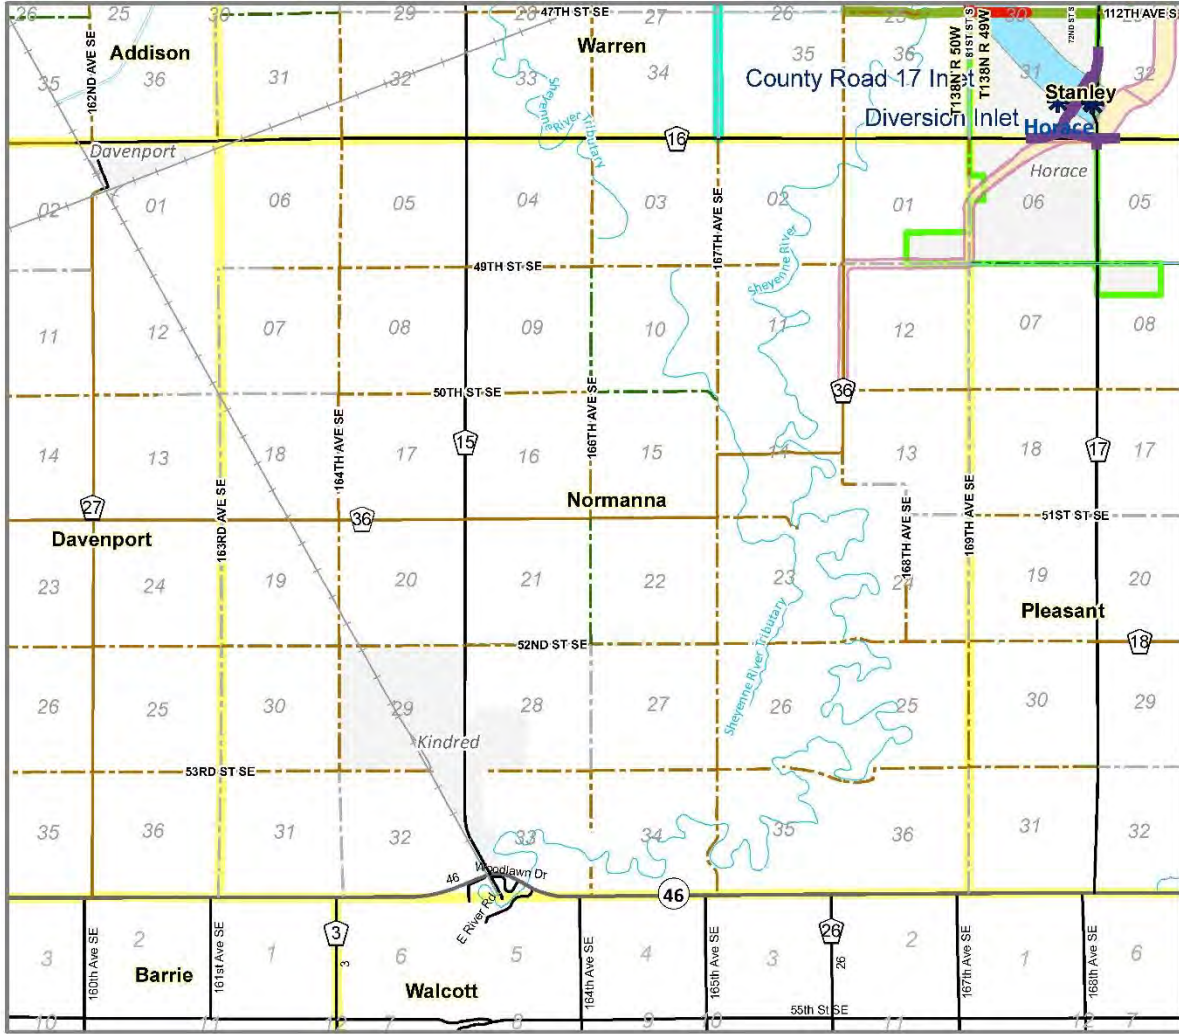 26 25 30 29 28 47TH ST SE 27 26 25 30 112TH AVE S
Addison
Warren
162ND AVE SE
35 36 31 32 33 34 35 36 31 32
T138N R 50W
81ST ST S
T138N R 49W
72ND ST S
County Road 17 Inlet
Stanley
Diversion Inlet
Horace
Sheyenne
River
Tributary
16
Davenport
Horace
02 01 06 05 04 03 02 01 06 05
167TH AVE SE
Sheyenne River
49TH ST SE
11 12 07 08 09 10 11 12 07 08
50TH ST SE
36
164TH AVE SE
15
166TH AVE SE
14 13 18 17 16 15 14 13 18 17
17
27
163RD AVE SE
36
Normanna
169TH AVE SE
51ST ST SE
Davenport
168TH AVE SE
23 24 19 20 21 22 23 24 19 20
Pleasant
52ND ST SE
18
Sheyenne River Tributary
26 25 30 29 28 27 26 25 30 29
Kindred
53RD ST SE
35 36 31 32 33 34 35 36 31 32
46
Woodlawn Dr
46
E River Rd
160th Ave SE
161st Ave SE
3
3
164th Ave SE
165th Ave SE
26
26
167th Ave SE
168th Ave SE
3 2 1 6 5 4 3 2 1 6
Barrie
Walcott
55th St SE
10 11 12 8 9 10 11 12 7